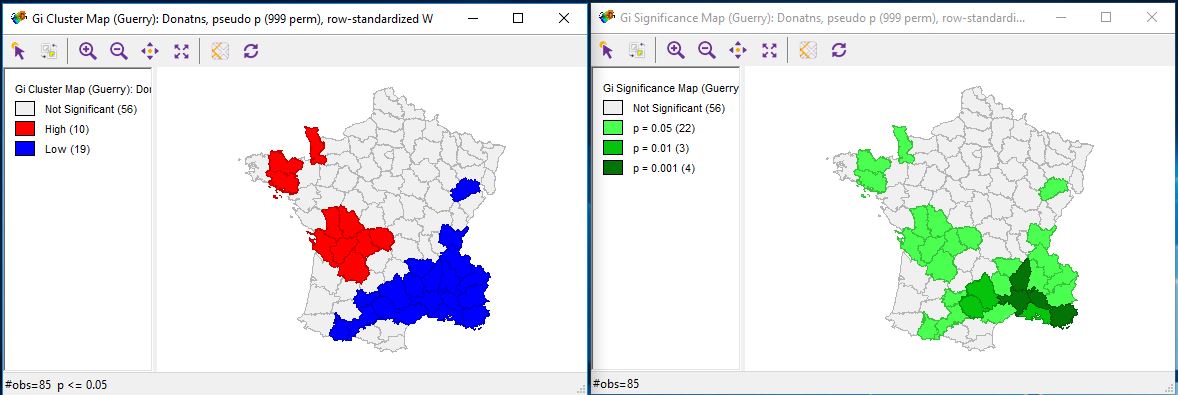 Gi Cluster Map (Guerry): Donatns, pseudo p (999 perm), row-standardized W
Gi Cluster Map (Guerry): Do
Not Significant (56)
High (10)
Low (19)
#obs=85 p <= 0.05
Gi Significance Map (Guerry): Donatns, pseudo p (999 perm), row-standardi...
Gi Significance Map (Guerry
Not Significant (56)
p = 0.05 (22)
p = 0.01 (3)
p = 0.001 (4)
#obs=85